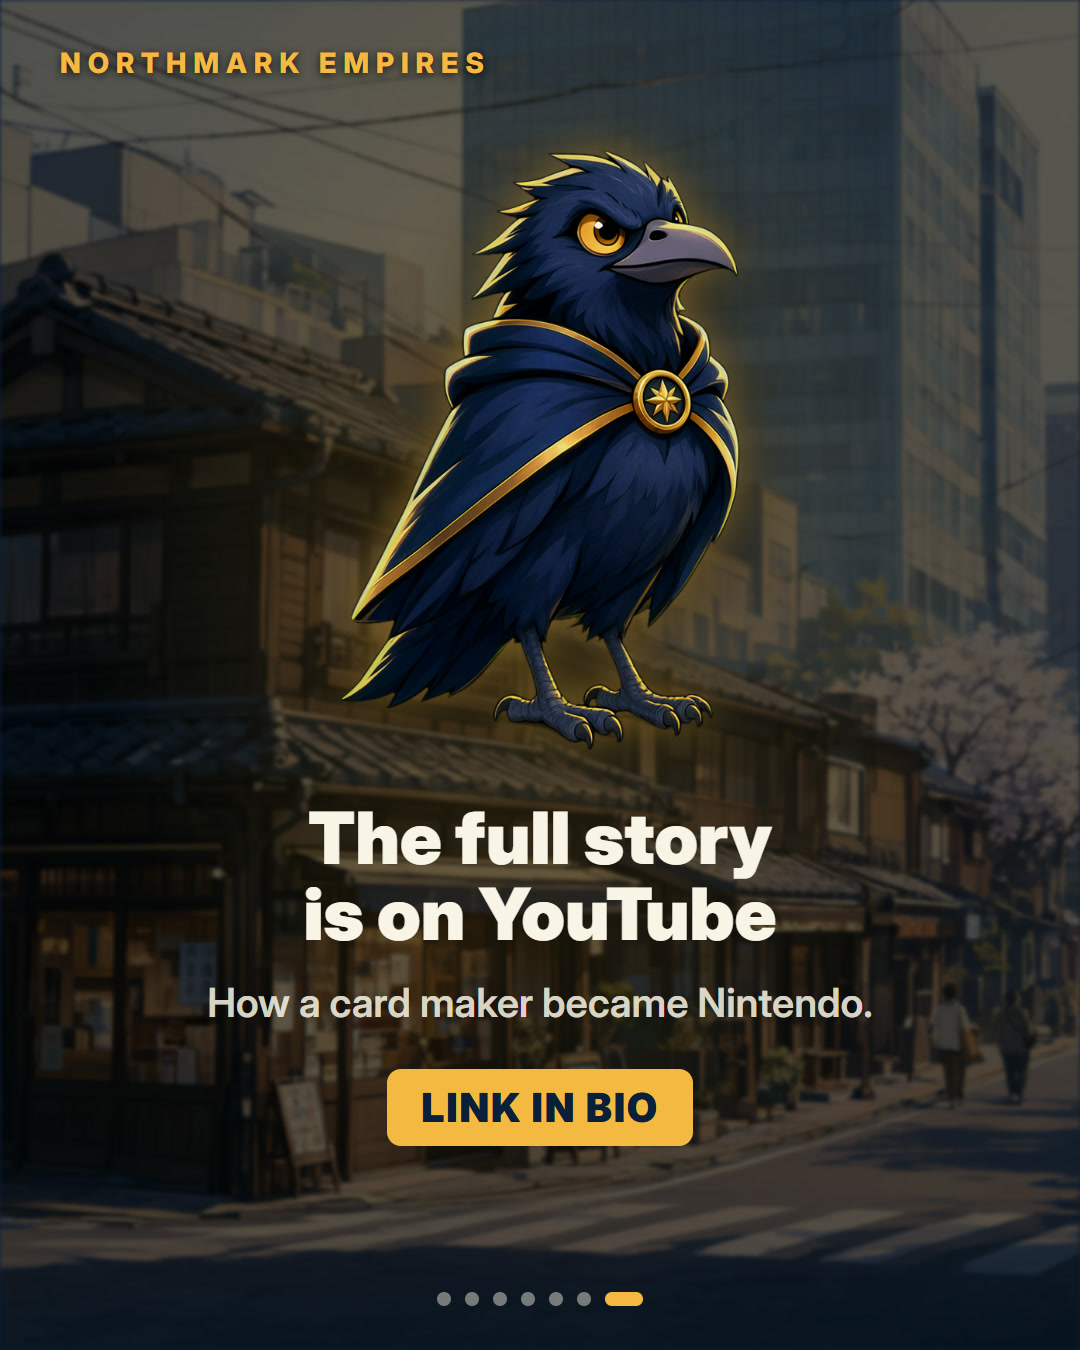 NORTHMARK EMPIRES
The full story
is on YouTube
How a card maker became Nintendo.
LINK IN BIO